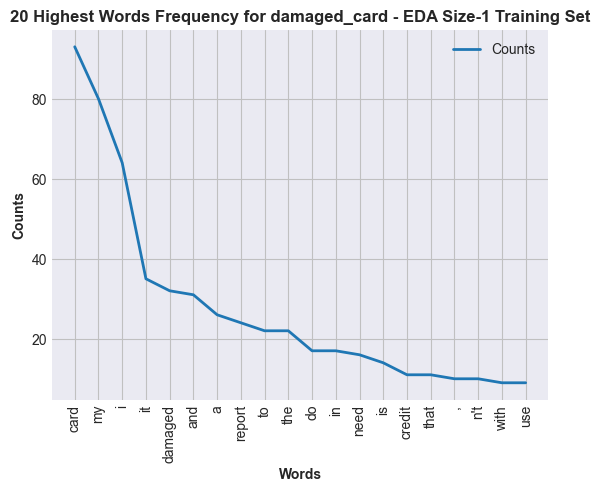 20 Highest Words Frequency for damaged_card - EDA Size-1 Training Set
Counts
Counts
80
60
40
20
card my i it damaged and a report to the do in need is credit that , n't with use
Words